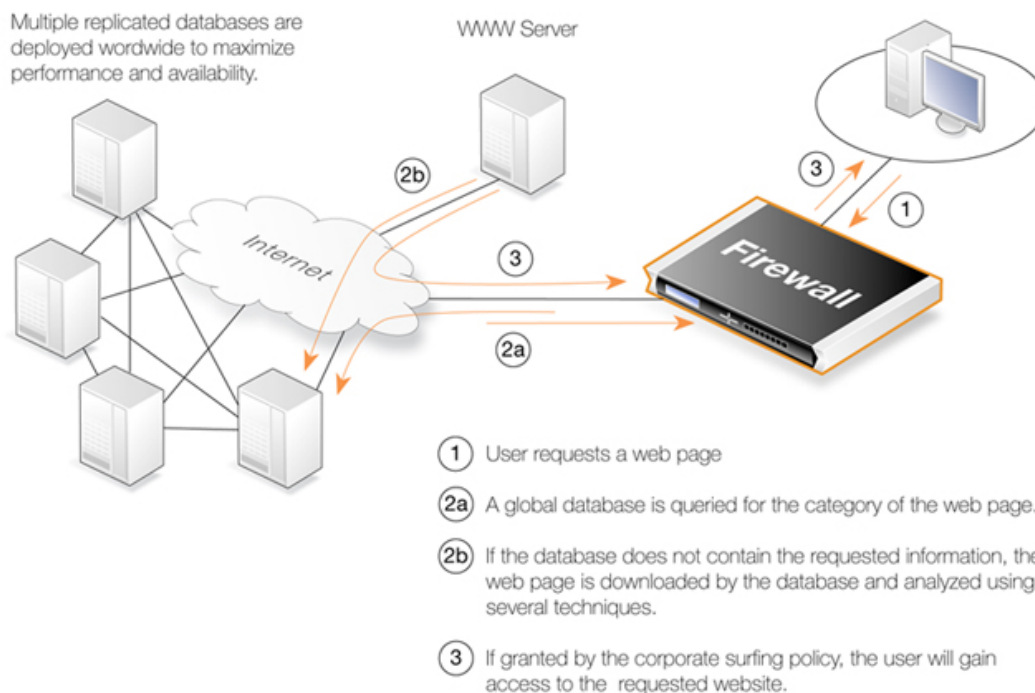 Multiple replicated databases are
deployed wordwide to maximize
performance and availability.
WWW Server
3
1
2b
Internet
3
Firewall
2a
1 User requests a web page
2a A global database is queried for the category of the web page.
2b If the database does not contain the requested information, the
web page is downloaded by the database and analyzed using
several techniques.
3 If granted by the corporate surfing policy, the user will gain
access to the requested website.